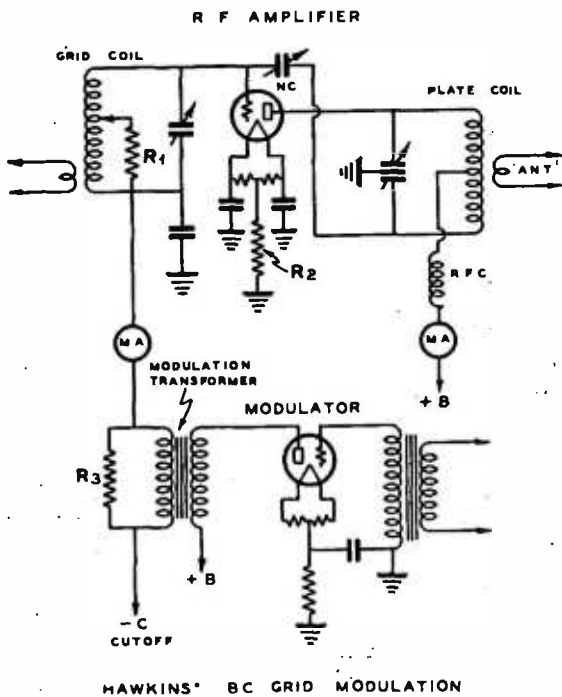 R F AMPLIFIER
GRID COIL
NC
PLATE COIL
R1
ANT
R2
RFC
MA
MA
+ B
MODULATION
TRANSFORMER
MODULATOR
R3
+ B
- C
CUTOFF
HAWKINS" BC GRID MODULATION